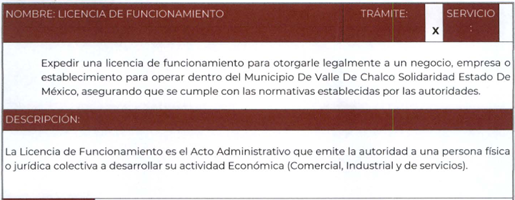 NOMBRE: LICENCIA DE FUNCIONAMIENTO TRÁMITE: X SERVICIO :
Expedir una licencia de funcionamiento para otorgarle legalmente a un negocio, empresa o
establecimiento para operar dentro del Municipio De Valle De Chalco Solidaridad Estado De
México, asegurando que se cumple con las normativas establecidas por las autoridades.
DESCRIPCIÓN:
La Licencia de Funcionamiento es el Acto Administrativo que emite la autoridad a una persona física
o jurídica colectiva a desarrollar su actividad Económica (Comercial, Industrial y de servicios).